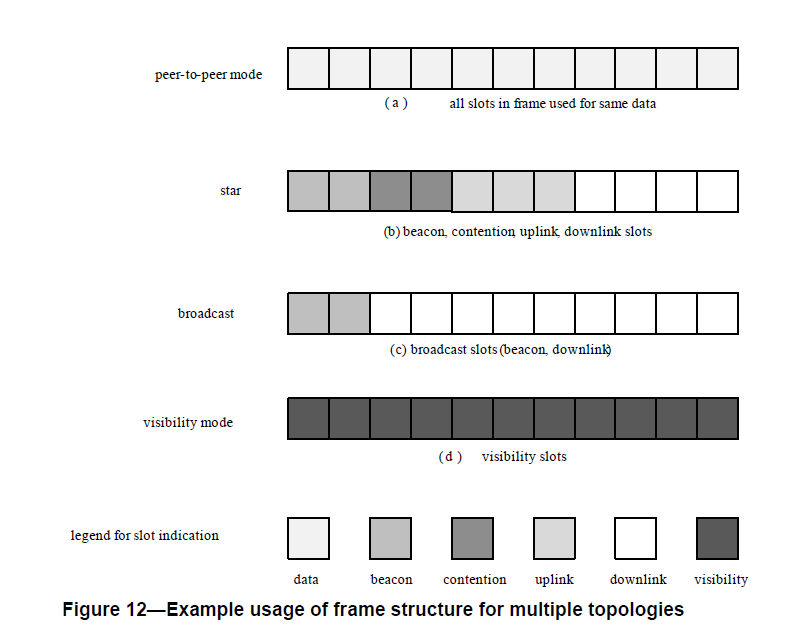 peer-to-peer mode
( a ) all slots in frame used for same data
star
(b) beacon, contention, uplink, downlink slots
broadcast
(c) broadcast slots (beacon, downlink)
visibility mode
( d ) visibility slots
legend for slot indication
data beacon contention uplink downlink visibility
Figure 12—Example usage of frame structure for multiple topologies